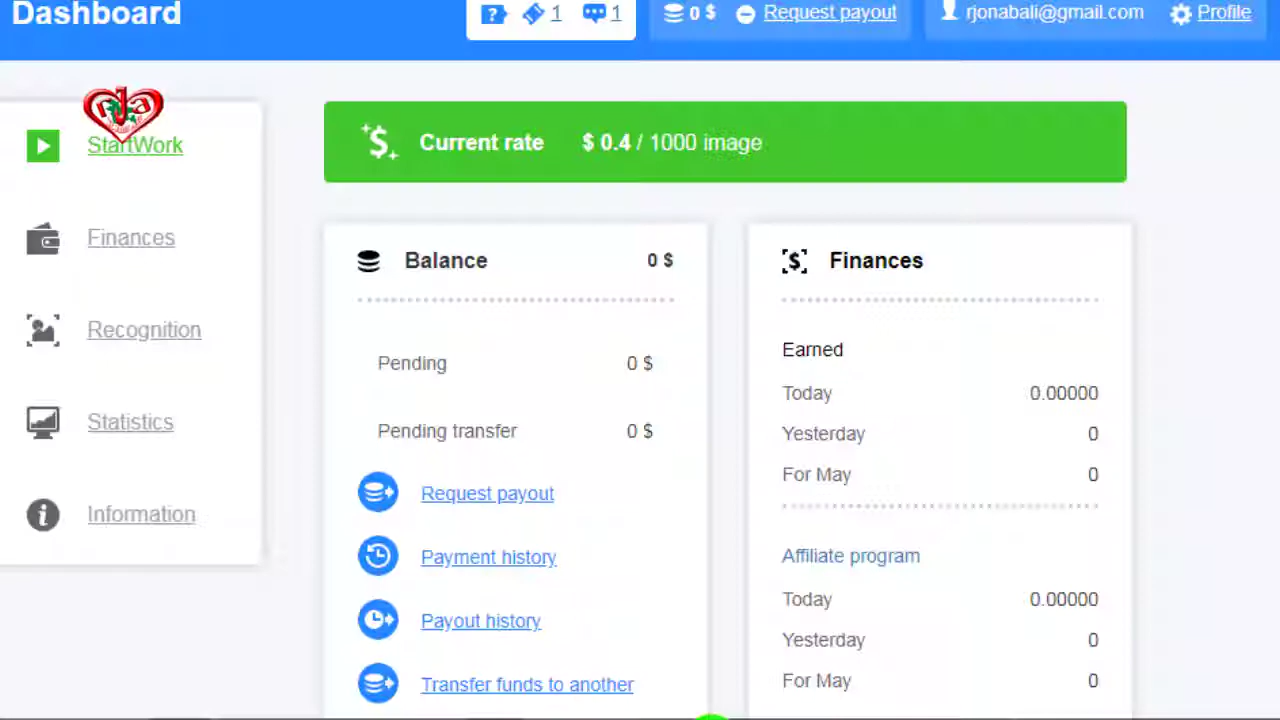 Dashboard
1
1
0 $
Request payout
rjonabali@gmail.com
Profile
StartWork
Finances
Recognition
Statistics
Information
Current rate $ 0.4 / 1000 image
Balance 0 $
Pending 0 $
Pending transfer 0 $
Request payout
Payment history
Payout history
Transfer funds to another
Finances
Earned
Today 0.00000
Yesterday 0
For May 0
Affiliate program
Today 0.00000
Yesterday 0
For May 0